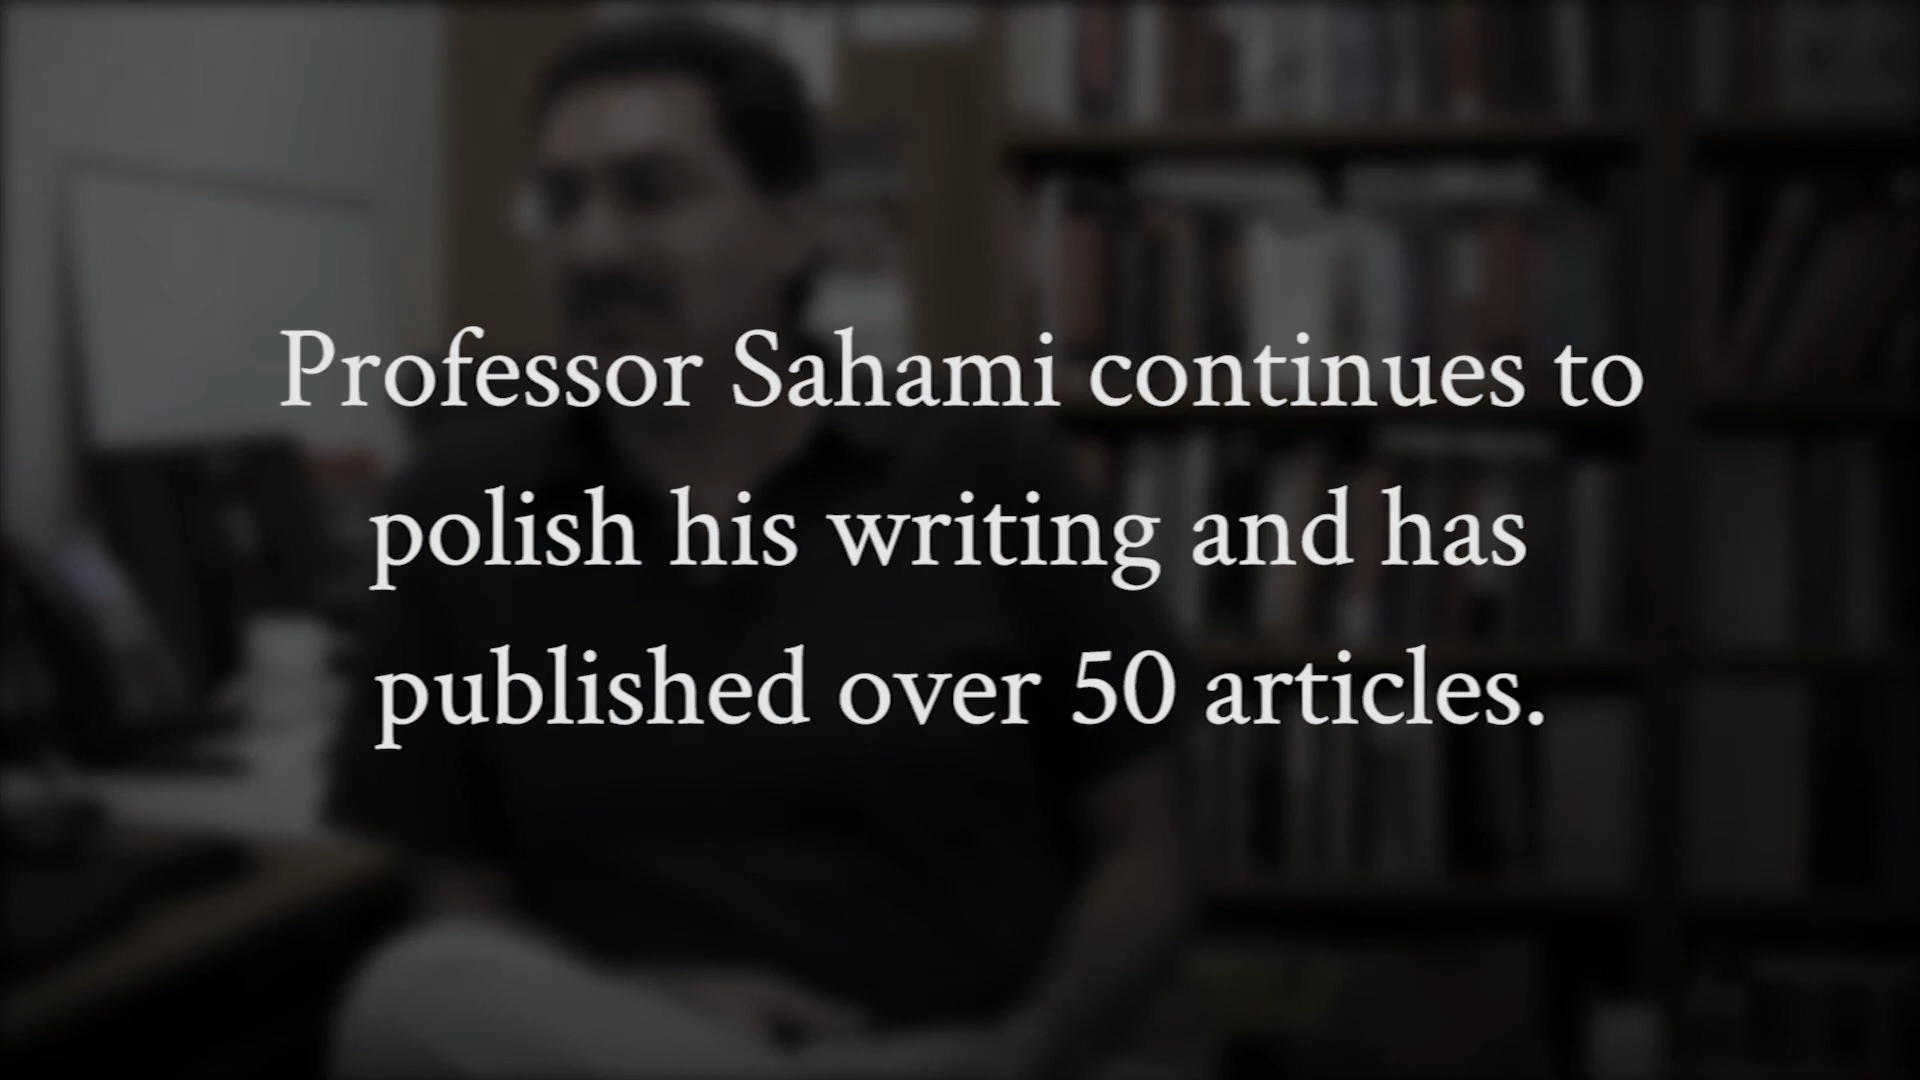 Professor Sahami continues to
polish his writing and has
published over 50 articles.